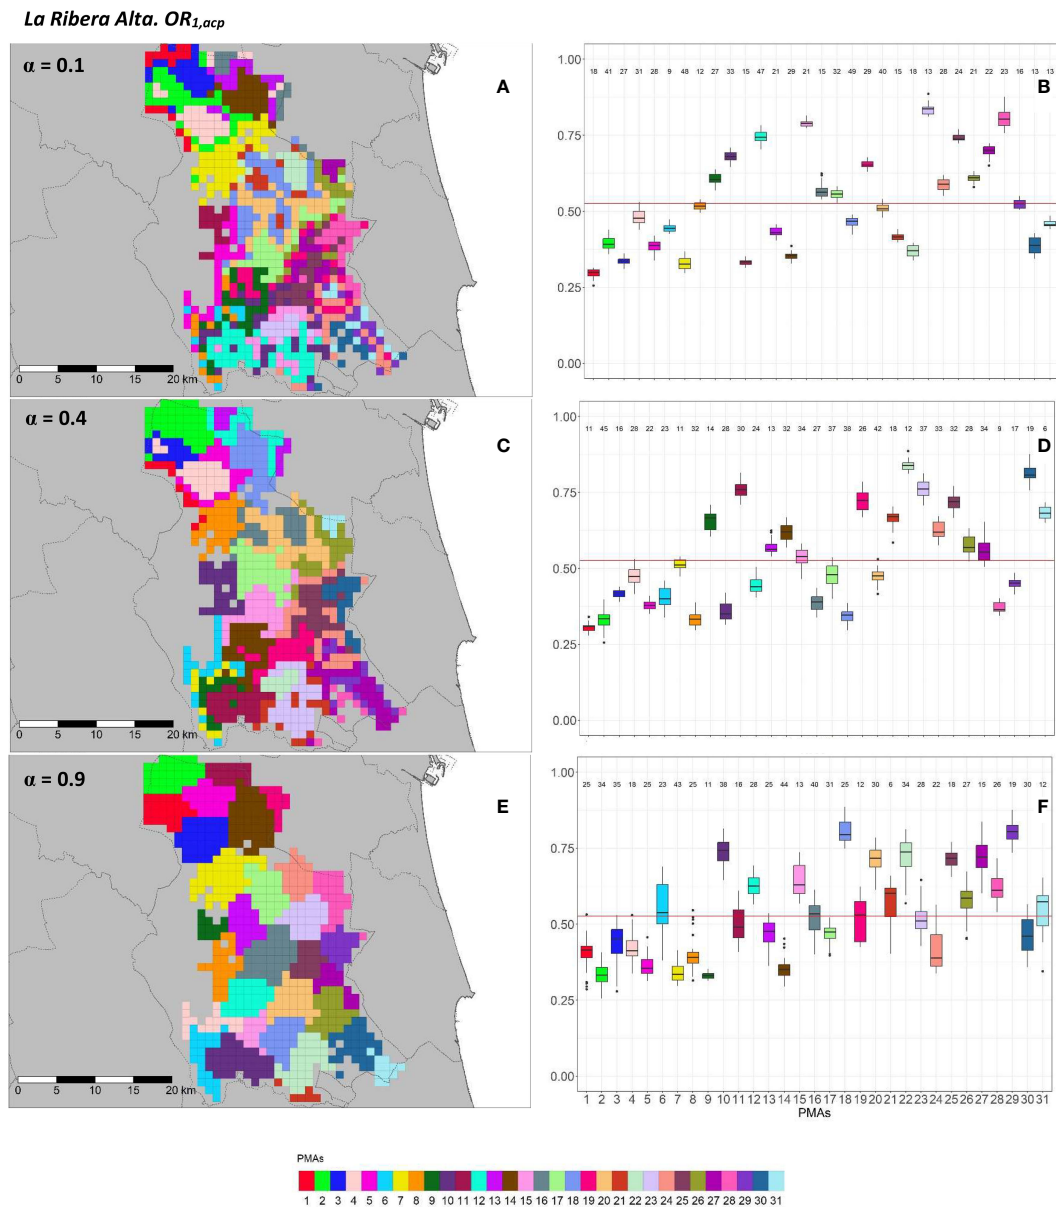 La Ribera Alta. OR1,acp
α = 0.1
A
0 5 10 15 20 km
B
1.00
0.75
0.50
0.25
0.00
18 41 27 31 28 9 48 12 27 33 15 47 21 29 21 15 32 49 29 40 15 18 13 28 24 21 22 23 16 13 13
α = 0.4
C
0 5 10 15 20 km
D
1.00
0.75
0.50
0.25
0.00
11 45 16 28 22 23 11 32 14 28 30 24 13 32 34 27 37 38 26 42 18 12 37 33 32 28 34 9 17 19 6
α = 0.9
E
0 5 10 15 20 km
F
1.00
0.75
0.50
0.25
0.00
25 34 35 18 25 23 43 25 11 38 16 28 25 44 13 40 31 25 12 30 6 34 28 22 18 27 15 26 19 30 12
1 2 3 4 5 6 7 8 9 10 11 12 13 14 15 16 17 18 19 20 21 22 23 24 25 26 27 28 29 30 31
PMAs
PMAs
1 2 3 4 5 6 7 8 9 10 11 12 13 14 15 16 17 18 19 20 21 22 23 24 25 26 27 28 29 30 31